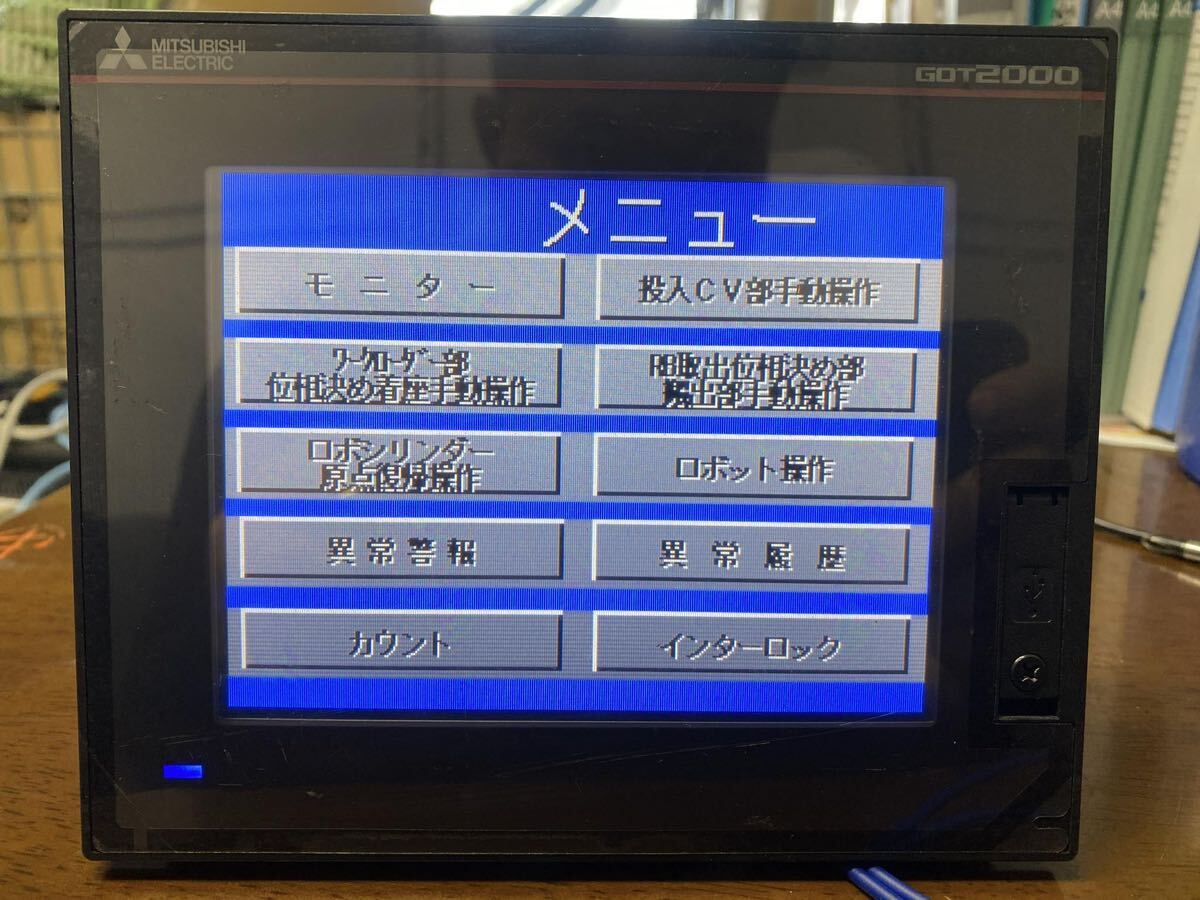 MITSUBISHI
ELECTRIC
GOT2000
メニュー
モニター
投入CV部手動操作
ワークローダー部
位相決め着座手動操作
RB取出位相決め部
搬出部手動操作
ロボシリンダー
原点復帰操作
ロボット操作
異常警報
異常履歴
カウント
インターロック
A4
A4
A4